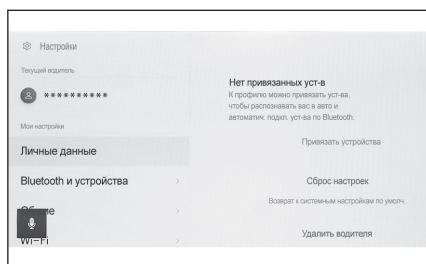 Настройки
Текущий водитель
**********
Мои настройки
Личные данные
Bluetooth и устройства
Общие
Wi-Fi
Нет привязанных уст-в
К профилю можно привязать уст-ва,
чтобы распознавать вас в авто и
автоматич. подкл. уст-ва по Bluetooth.
Привязать устройства
Сброс настроек
Возврат к системным настройкам по умолч.
Удалить водителя